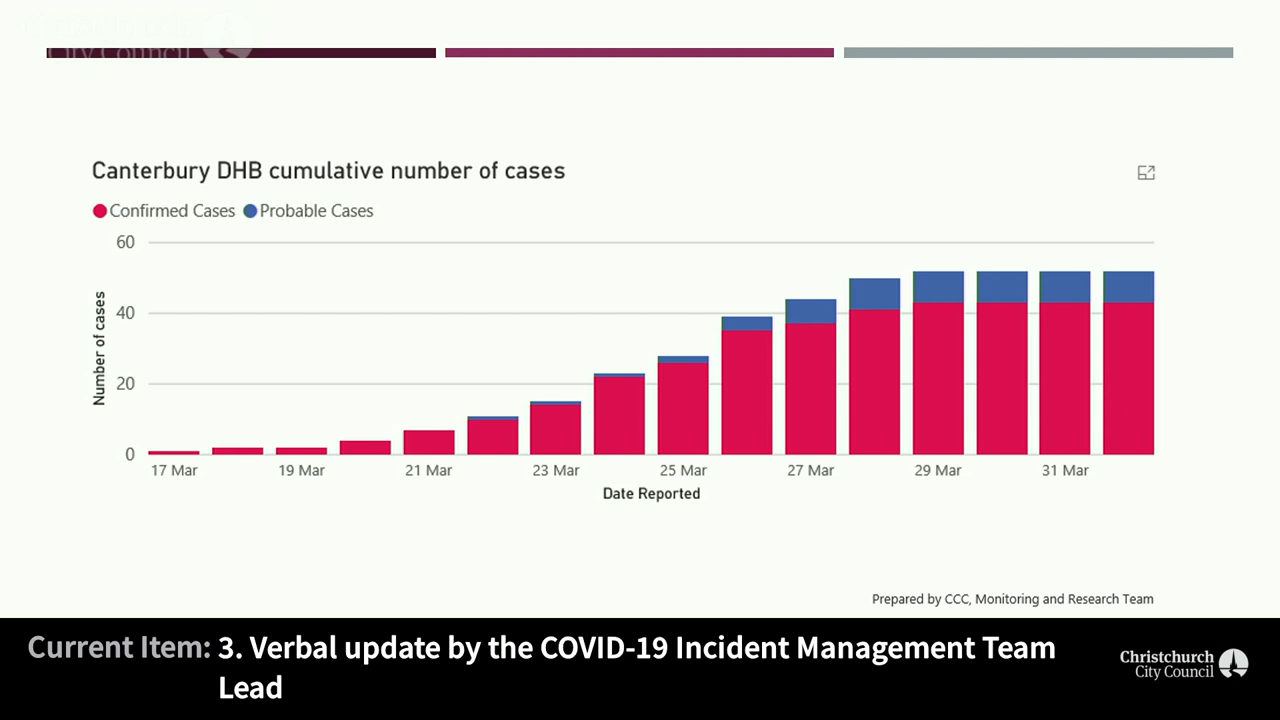 City Council
Canterbury DHB cumulative number of cases
Confirmed Cases Probable Cases
60
40
20
0
Number of cases
17 Mar 19 Mar 21 Mar 23 Mar 25 Mar 27 Mar 29 Mar 31 Mar
Date Reported
Prepared by CCC, Monitoring and Research Team
Current Item: 3. Verbal update by the COVID-19 Incident Management Team
Lead
Christchurch
City Council